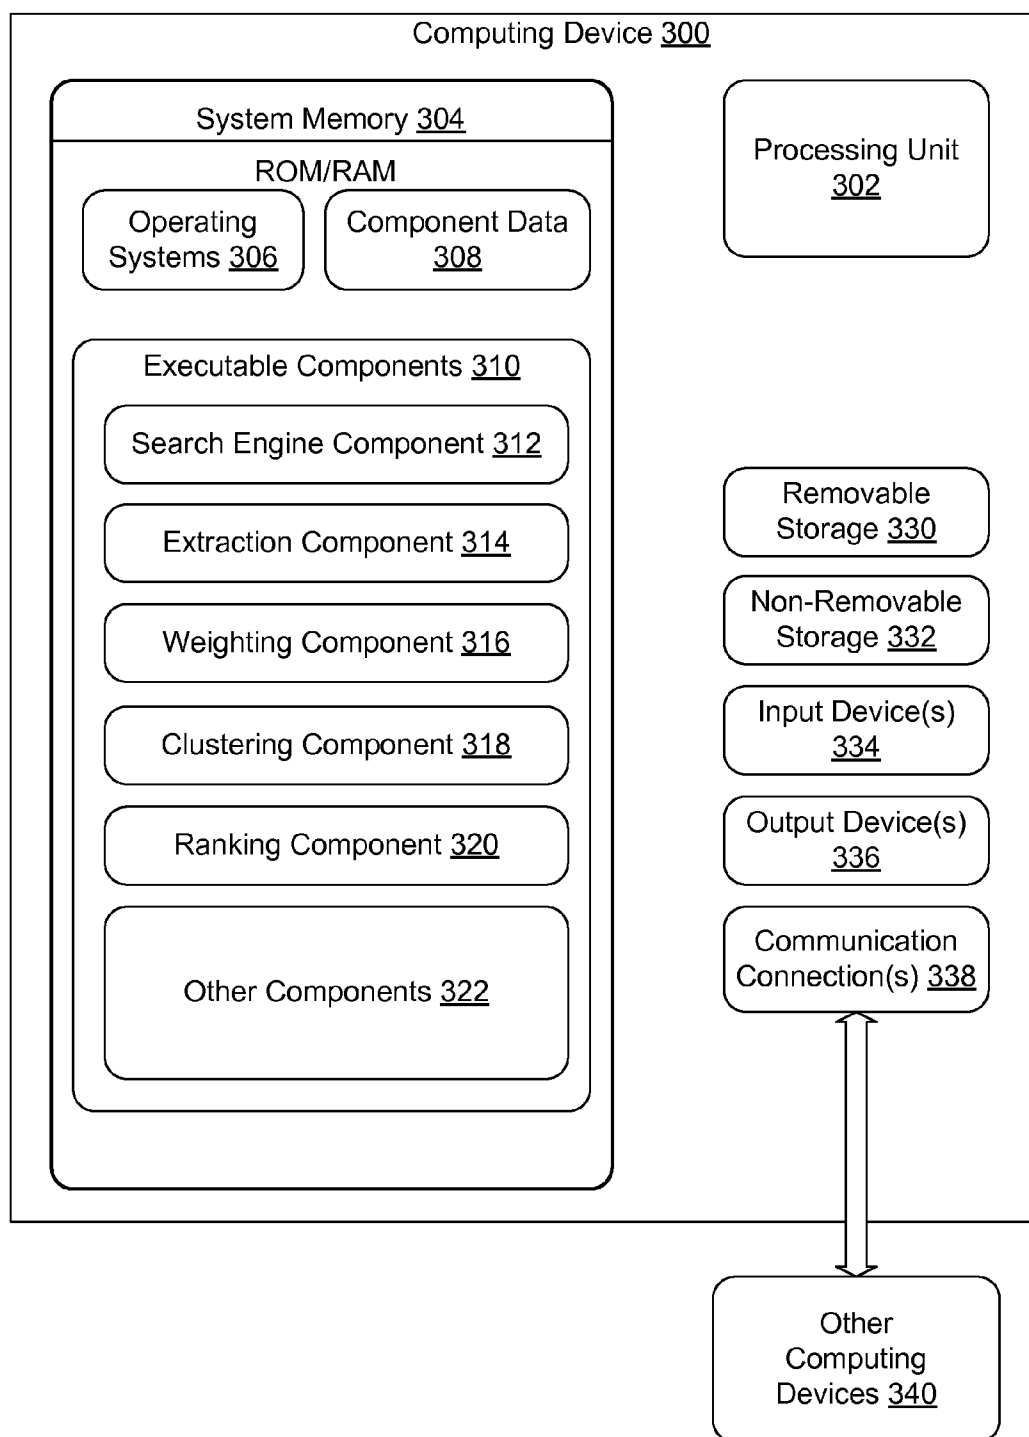 Computing Device 300
System Memory 304
ROM/RAM
Operating
Systems 306
Component Data
308
Executable Components 310
Search Engine Component 312
Extraction Component 314
Weighting Component 316
Clustering Component 318
Ranking Component 320
Other Components 322
Processing Unit
302
Removable
Storage 330
Non-Removable
Storage 332
Input Device(s)
334
Output Device(s)
336
Communication
Connection(s) 338
Other
Computing
Devices 340